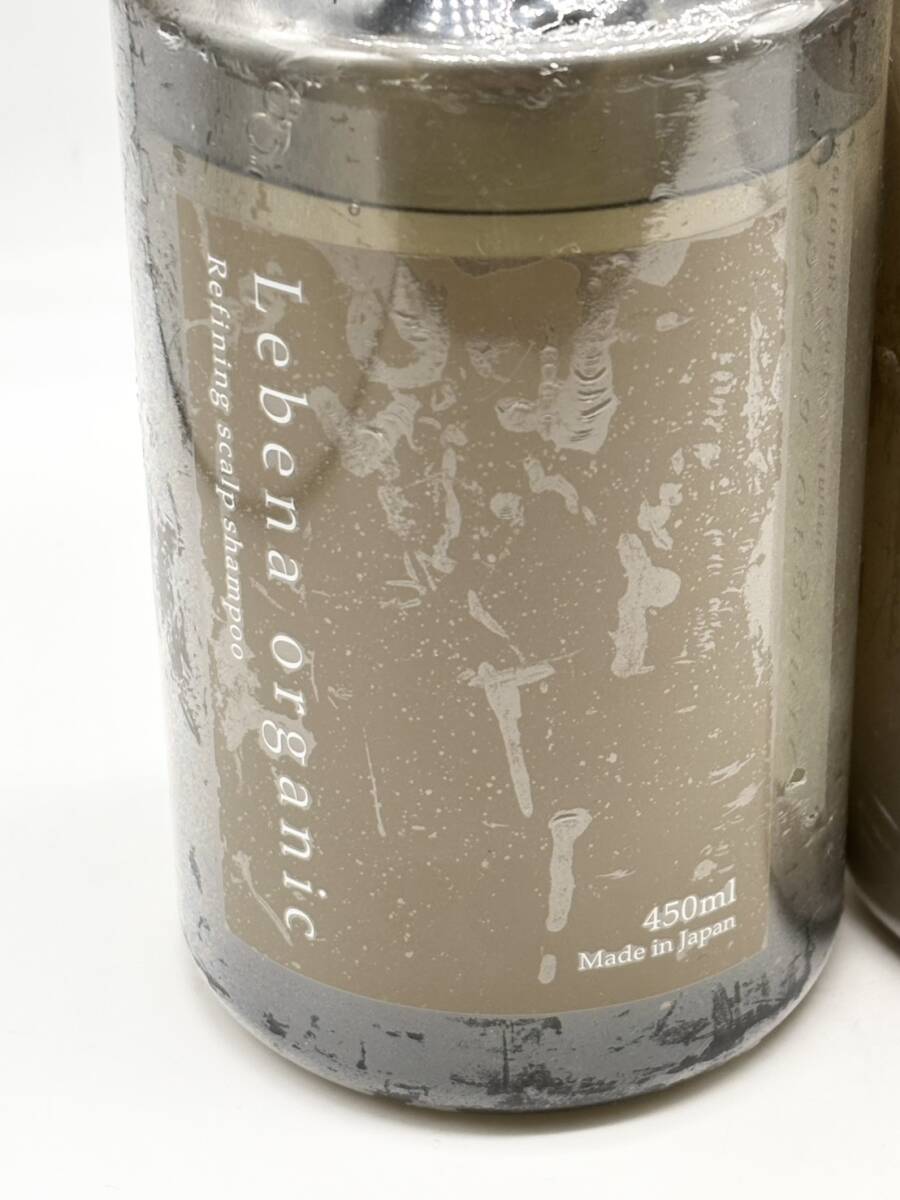 Lebena organic
Refining scalp shampoo
450ml
Made in Japan